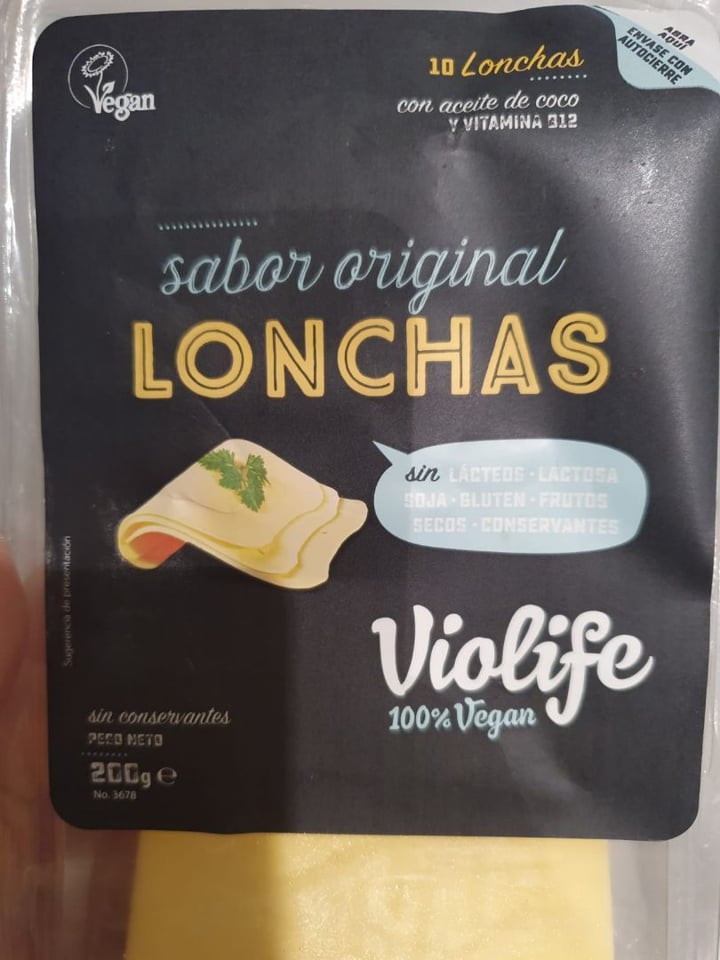 Vegan
10 Lonchas
con aceite de coco
Y VITAMINA B12
ABRA
AQUÍ
ENVASE CON
AUTOCIERRE
sabor original
LONCHAS
sin LÁCTEOS · LACTOSA
SOJA · GLUTEN · FRUTOS
SECOS · CONSERVANTES
Sugerencia de presentación
Violife
100% Vegan
sin conservantes
PESO NETO
200g e
No. 3678